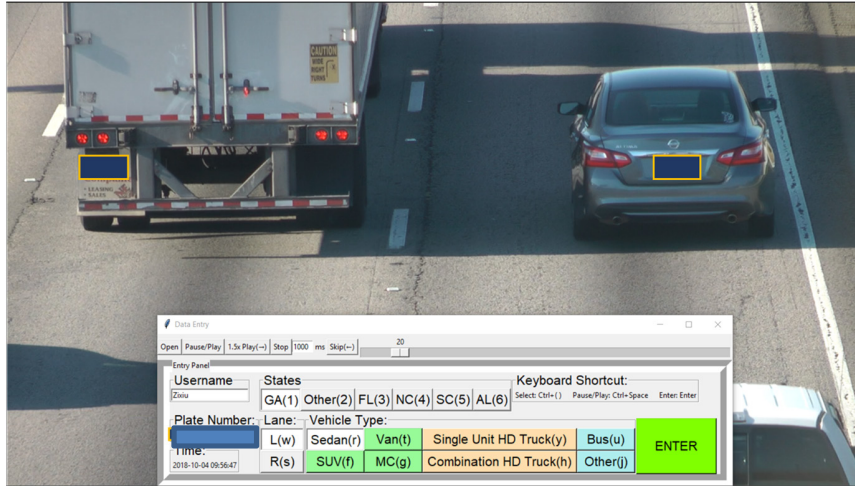 CAUTION
WIDE
RIGHT
TURNS
• LEASING
• SALES
Data Entry
Open Pause/Play 1.5x Play(→) Stop 1000 ms Skip(←) 20
Entry Panel
Username States Keyboard Shortcut:
Zixiu GA(1) Other(2) FL(3) NC(4) SC(5) AL(6) Select: Ctrl+() Pause/Play: Ctrl+Space Enter: Enter
Plate Number: Lane: Vehicle Type:
L(w) Sedan(r) Van(t) Single Unit HD Truck(y) Bus(u) ENTER
Time:
2018-10-04 09:56:47 R(s) SUV(f) MC(g) Combination HD Truck(h) Other(j)